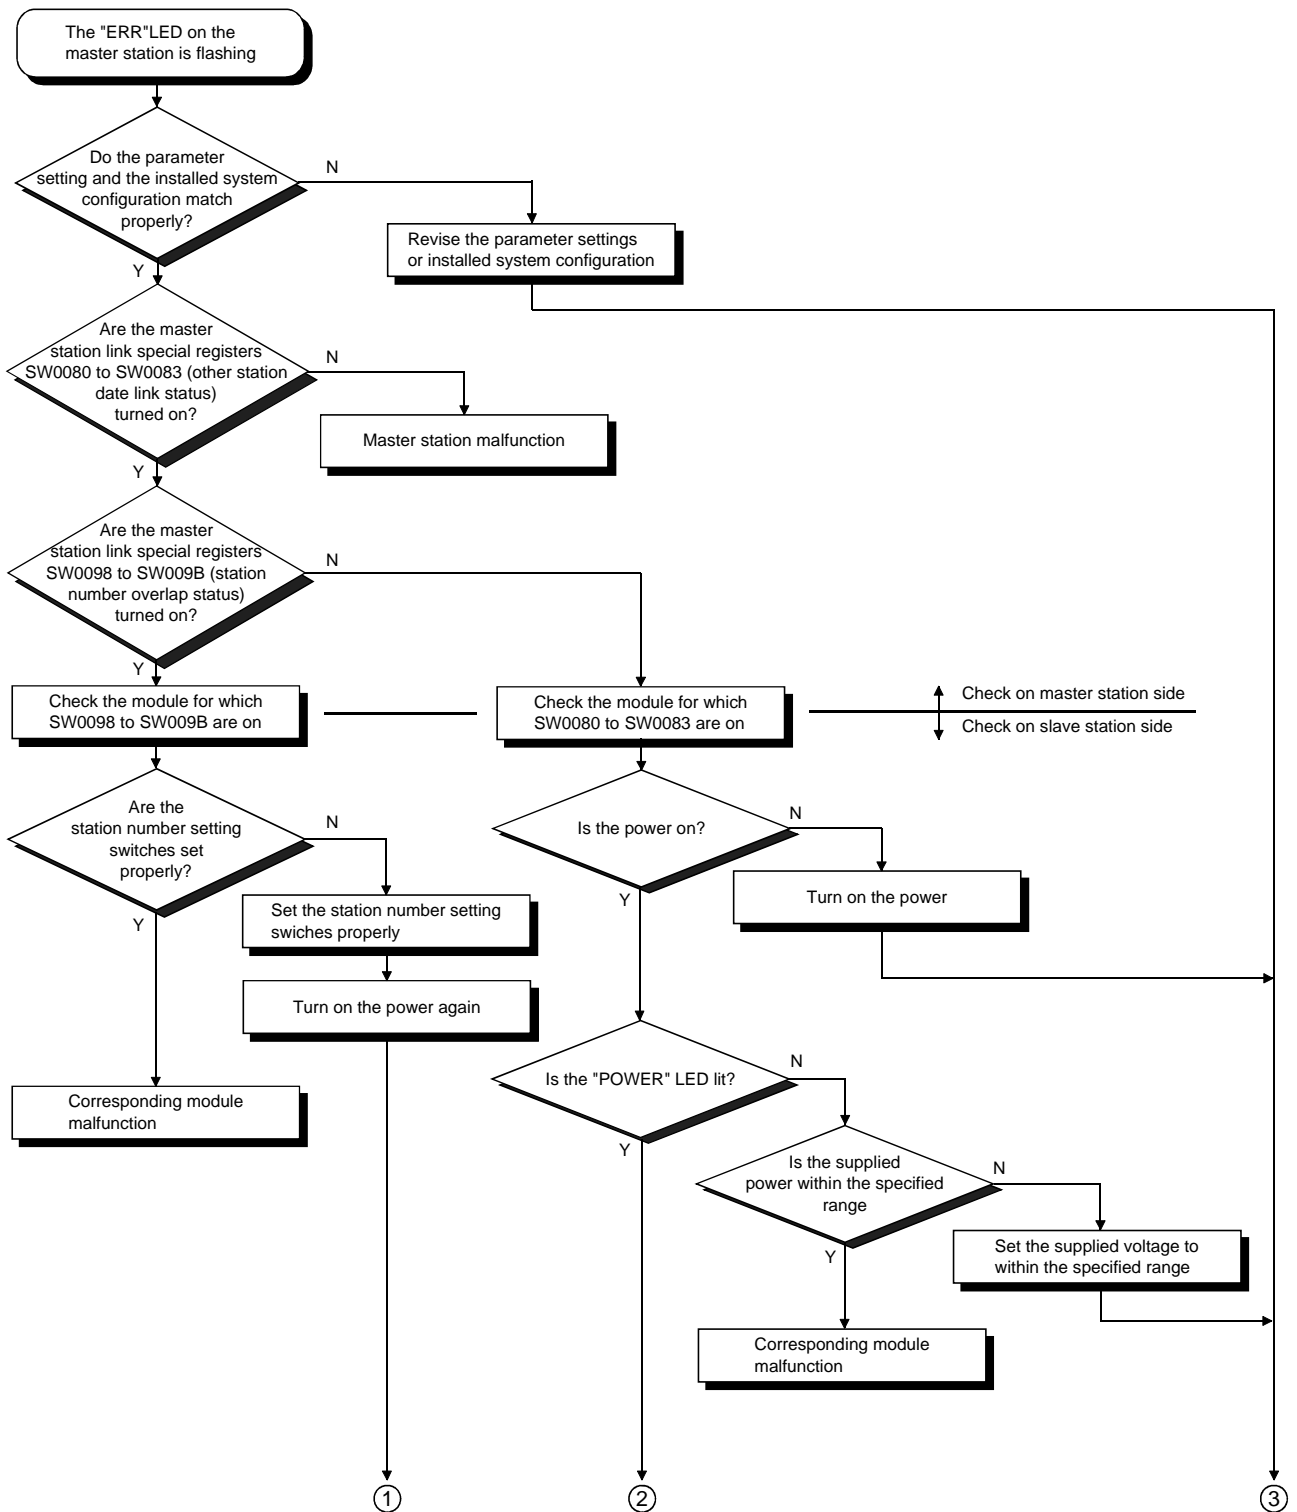 The "ERR"LED on the
master station is flashing
Do the parameter
setting and the installed system
configuration match
properly?
N
Y
Revise the parameter settings
or installed system configuration
Are the master
station link special registers
SW0080 to SW0083 (other station
date link status)
turned on?
N
Y
Master station malfunction
Are the master
station link special registers
SW0098 to SW009B (station
number overlap status)
turned on?
N
Y
Check the module for which
SW0098 to SW009B are on
Check the module for which
SW0080 to SW0083 are on
Check on master station side
Check on slave station side
Are the
station number setting
switches set
properly?
N
Y
Set the station number setting
swiches properly
Turn on the power again
Corresponding module
malfunction
Is the power on?
N
Y
Turn on the power
Is the "POWER" LED lit?
N
Y
Is the supplied
power within the specified
range
N
Y
Set the supplied voltage to
within the specified range
Corresponding module
malfunction
1
2
3